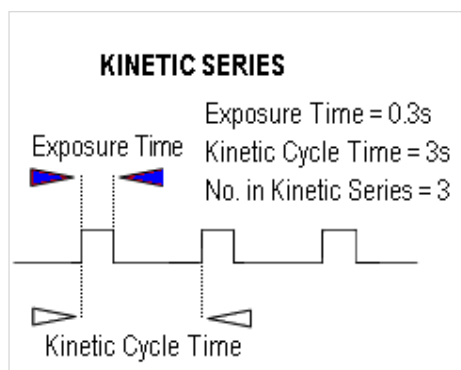 KINETIC SERIES
Exposure Time = 0.3s
Exposure Time
Kinetic Cycle Time = 3s
No. in Kinetic Series = 3
Kinetic Cycle Time